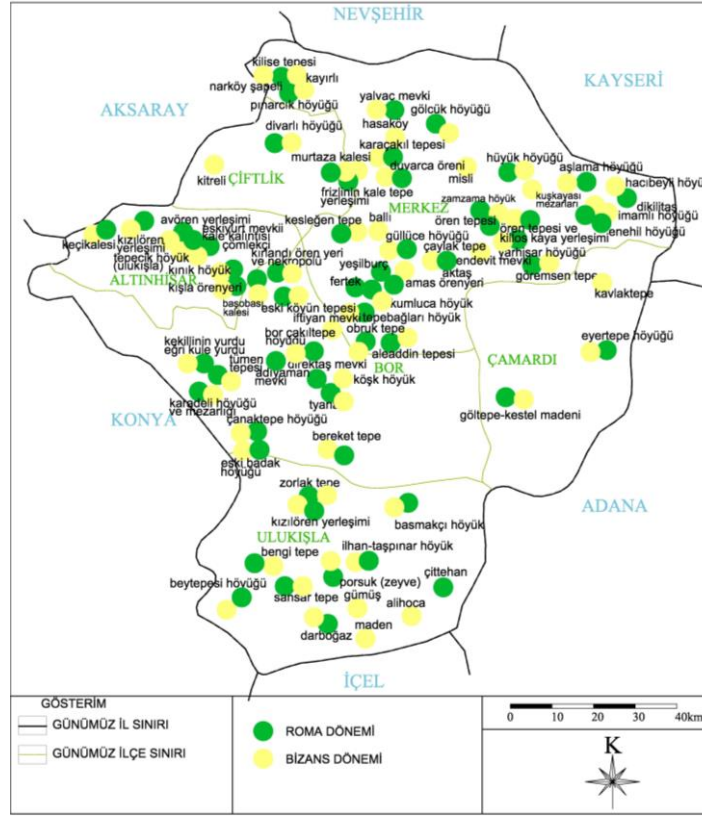 NEVŞEHİR
KAYSERİ
AKSARAY
kilise tepesi
narköy şapeli
kayırlı
pınarcık höyüğü
yalvaç mevki
gölcük höyüğü
hasaköy
divarlı höyüğü
karaçakıl tepesi
murtaza kalesi
duvarca öreni
kitreli
ÇİFTLİK
misli
hüyük höyüğü
aşlama höyüğü
hacıbeyli höyüğü
frizlinin kale tepe
yerleşimi
MERKEZ
zamzama höyük
kuşkayası
mezarları
dikilitaş
imamlı höyüğü
enehil höyüğü
keçikalesi
kızılören
yerleşimi
avören yerleşimi
eskiyurt mevkii
kale kalıntısı
çömlekçi
kesleğen tepe
ballı
güllüce höyüğü
ören tepesi
ören tepesi ve
kilios kaya yerleşimi
çaylak tepe
endevit mevki
yarhisar höyüğü
tepecik höyük
(ulukışla)
kırlandı ören yeri
ve nekropolü
yeşilburç
aktaş
göremsen tepe
ALTINHİSAR
kınık höyük
kışla örenyeri
fertek
amas örenyeri
kavlaktepe
başobası
kalesi
eski köyün tepesi
kumluca höyük
iftiyan mevki
tepebağları höyük
bor çakıltepe
höyüğü
obruk tepe
eyertepe höyüğü
kekillinin yurdu
eğri kule yurdu
tepesi
tümen
mevki
direktaş mevki
adıyaman
aleaddin tepesi
BOR
köşk höyük
ÇAMARDI
KONYA
karadeli höyüğü
ve mezarlığı
tyana
göltepe-kestel madeni
çanaktepe höyüğü
eski badak
höyüğü
bereket tepe
ADANA
zorlak tepe
kızılören yerleşimi
basmakçı höyük
ULUKIŞLA
bengi tepe
ilhan-taşpınar höyük
beytepesi höyüğü
porsuk (zeyve)
çittehan
sansar tepe
gümüş
alihoca
darboğaz
maden
İÇEL
GÖSTERİM
GÜNÜMÜZ İL SINIRI
GÜNÜMÜZ İLÇE SINIRI
ROMA DÖNEMİ
BİZANS DÖNEMİ
0 10 20 30 40km
K